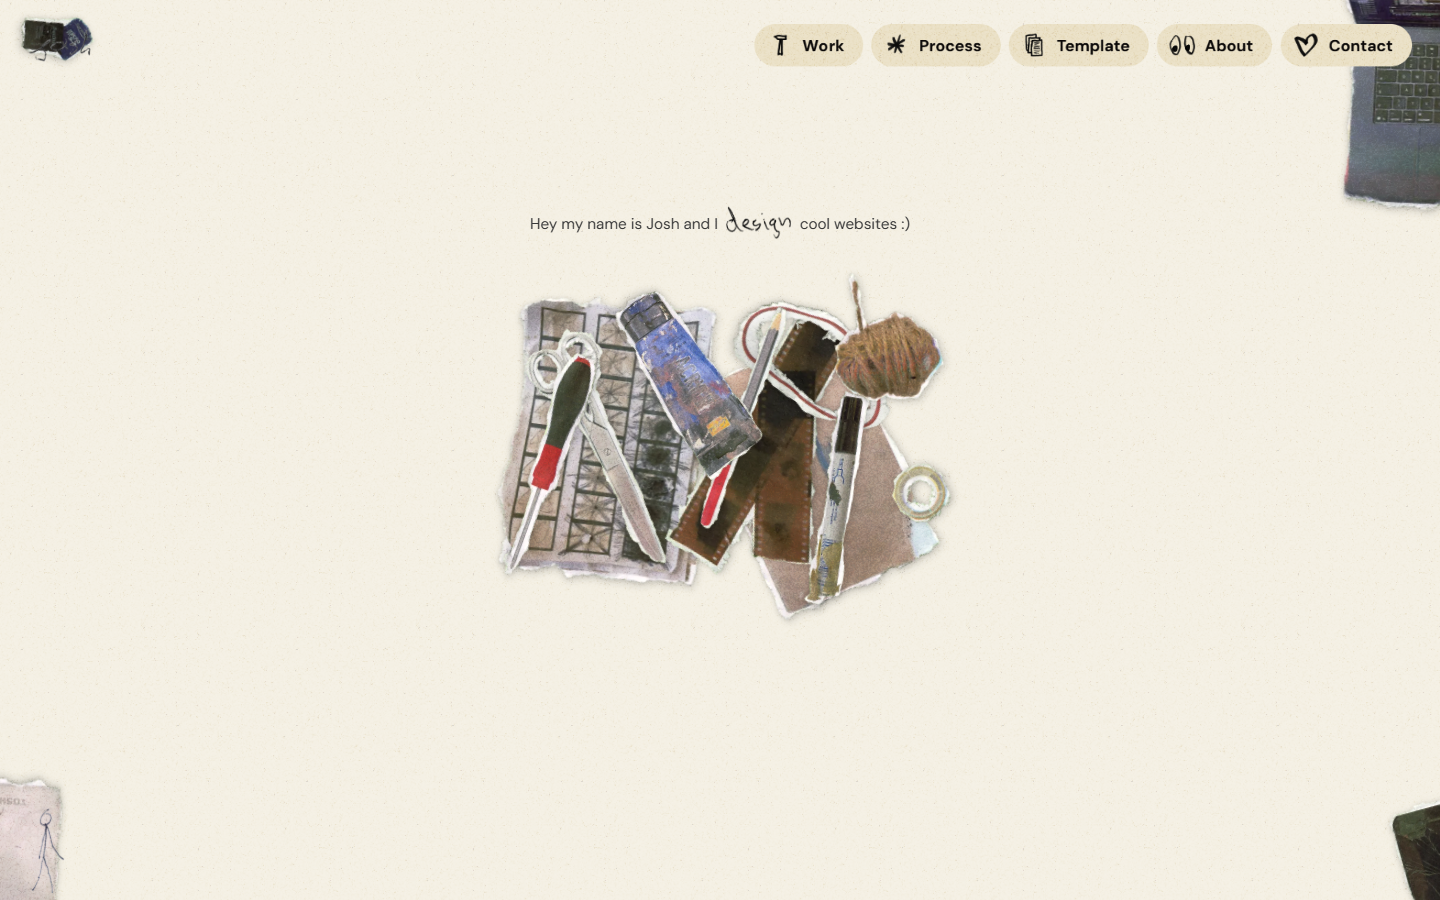 Work
Process
Template
About
Contact
Hey my name is Josh and I design cool websites :)